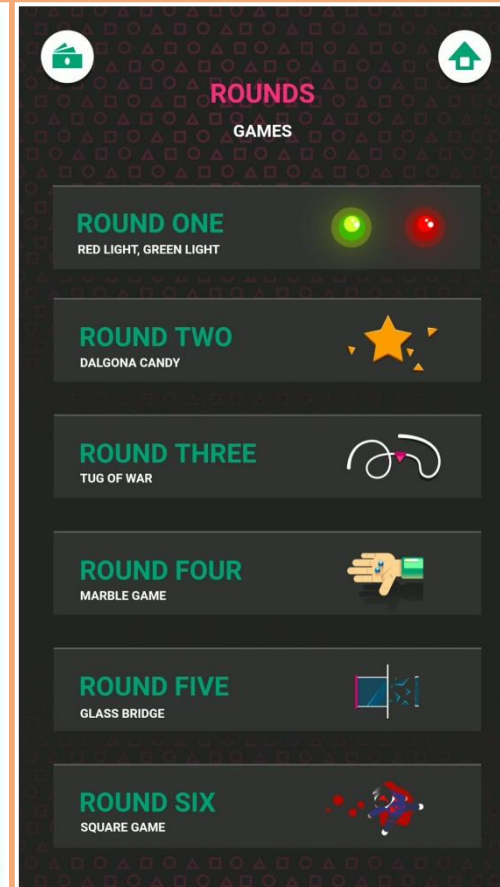 ROUNDS
GAMES
ROUND ONE
RED LIGHT, GREEN LIGHT
ROUND TWO
DALGONA CANDY
ROUND THREE
TUG OF WAR
ROUND FOUR
MARBLE GAME
ROUND FIVE
GLASS BRIDGE
ROUND SIX
SQUARE GAME